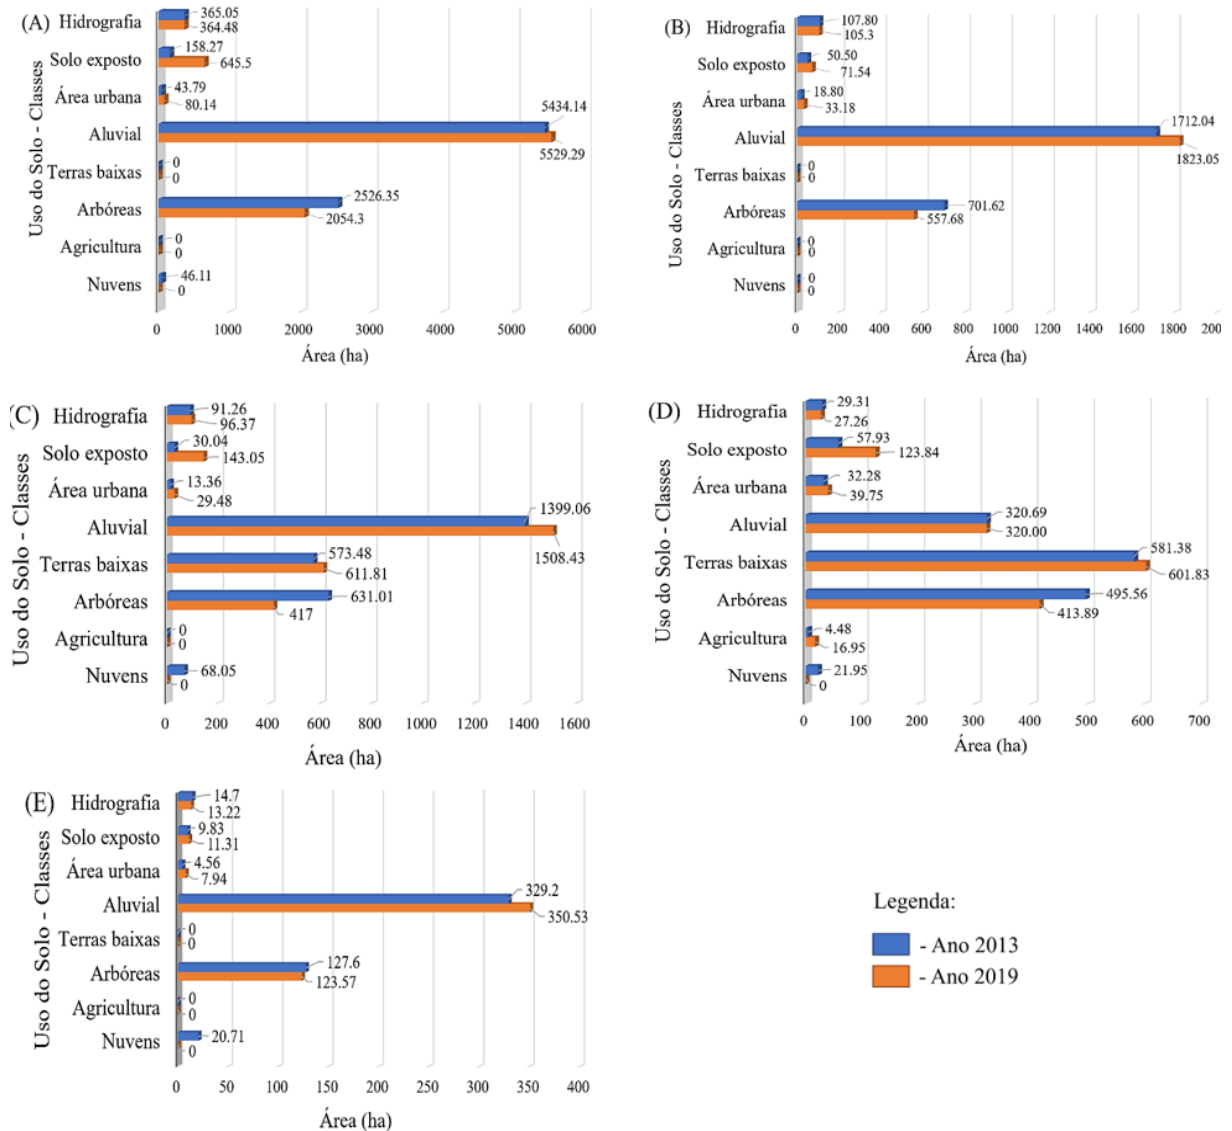 (A)
Uso do Solo - Classes
Hidrografia
365.05
364.48
Solo exposto
158.27
645.5
Área urbana
43.79
80.14
Aluvial
5434.14
5529.29
Terras baixas
0
0
Arbóreas
2526.35
2054.3
Agricultura
0
0
Nuvens
46.11
0
0 1000 2000 3000 4000 5000 6000
Área (ha)
(B)
Uso do Solo - Classes
Hidrografia
107.80
105.3
Solo exposto
50.50
71.54
Área urbana
18.80
33.18
Aluvial
1712.04
1823.05
Terras baixas
0
0
Arbóreas
701.62
557.68
Agricultura
0
0
Nuvens
0
0
0 200 400 600 800 1000 1200 1400 1600 1800 200
Área (ha)
(C)
Uso do Solo - Classes
Hidrografia
91.26
96.37
Solo exposto
30.04
143.05
Área urbana
13.36
29.48
Aluvial
1399.06
1508.43
Terras baixas
573.48
611.81
Arbóreas
631.01
417
Agricultura
0
0
Nuvens
68.05
0
0 200 400 600 800 1000 1200 1400 1600
Área (ha)
(D)
Uso do Solo - Classes
Hidrografia
29.31
27.26
Solo exposto
57.93
123.84
Área urbana
32.28
39.75
Aluvial
320.69
320.00
Terras baixas
581.38
601.83
Arbóreas
495.56
413.89
Agricultura
4.48
16.95
Nuvens
21.95
0
0 100 200 300 400 500 600 700
Área (ha)
(E)
Uso do Solo - Classes
Hidrografia
14.7
13.22
Solo exposto
9.83
11.31
Área urbana
4.56
7.94
Aluvial
329.2
350.53
Terras baixas
0
0
Arbóreas
127.6
123.57
Agricultura
0
0
Nuvens
20.71
0
0 50 100 150 200 250 300 350 400
Área (ha)
Legenda:
- Ano 2013
- Ano 2019